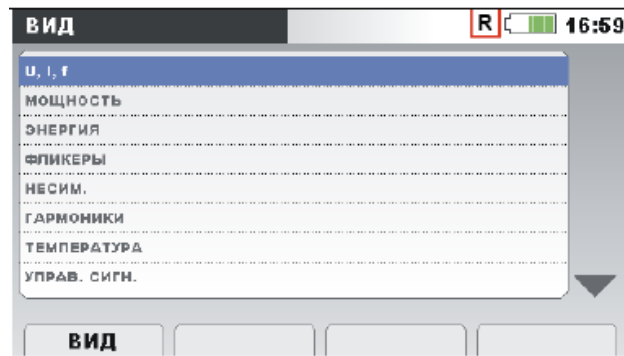 ВИД R 16:59
U, I, f
МОЩНОСТЬ
ЭНЕРГИЯ
ФЛИКЕРЫ
НЕСИМ.
ГАРМОНИКИ
ТЕМПЕРАТУРА
УПРАВ. СИГН.
ВИД